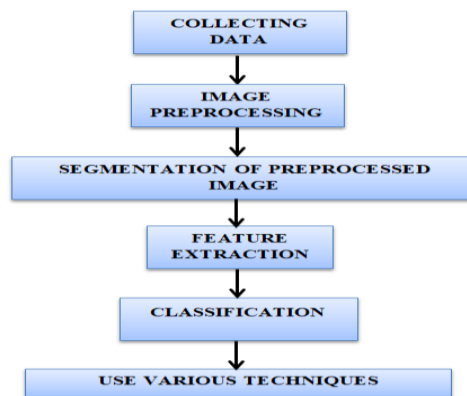 COLLECTING
DATA
IMAGE
PREPROCESSING
SEGMENTATION OF PREPROCESSED
IMAGE
FEATURE
EXTRACTION
CLASSIFICATION
USE VARIOUS TECHNIQUES